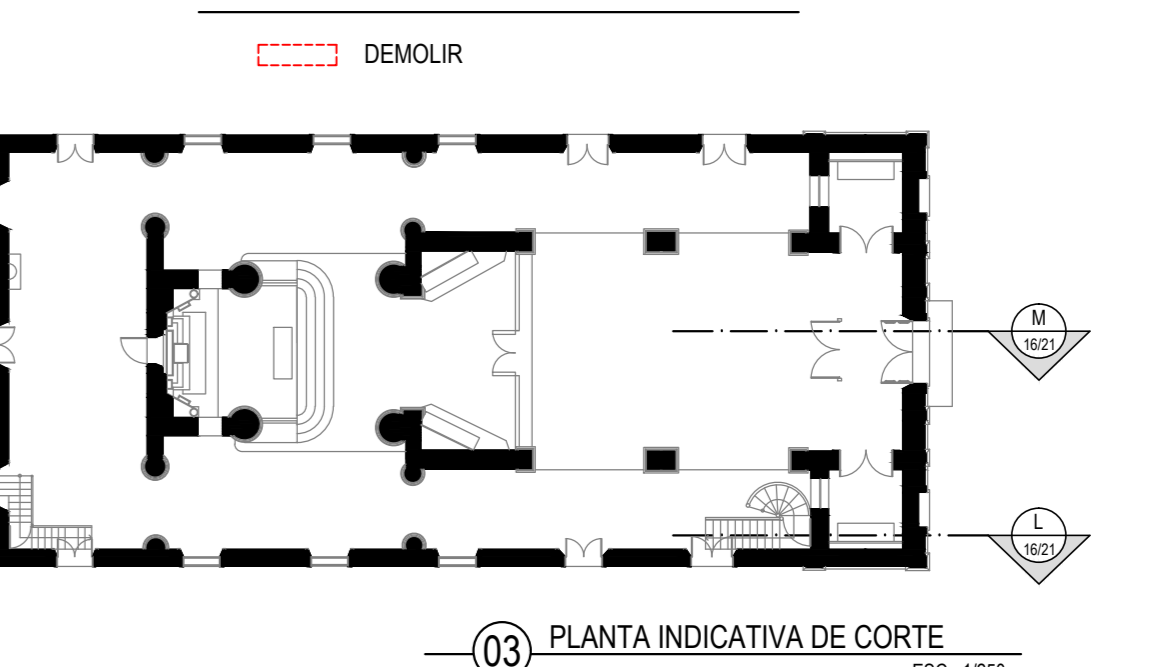 DEMOLIR
M
16/21
L
16/21
03 PLANTA INDICATIVA DE CORTE